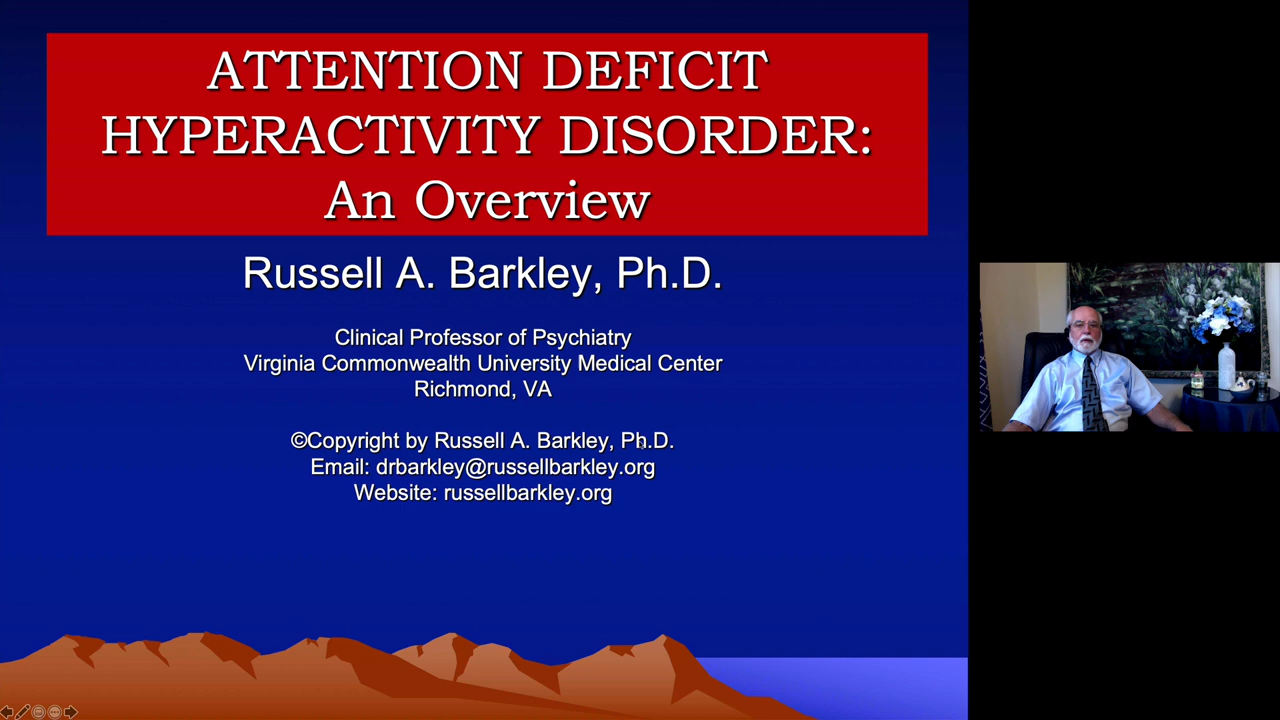 ATTENTION DEFICIT
HYPERACTIVITY DISORDER:
An Overview
Russell A. Barkley, Ph.D.
Clinical Professor of Psychiatry
Virginia Commonwealth University Medical Center
Richmond, VA
©Copyright by Russell A. Barkley, Ph.D.
Email: drbarkley@russellbarkley.org
Website: russellbarkley.org